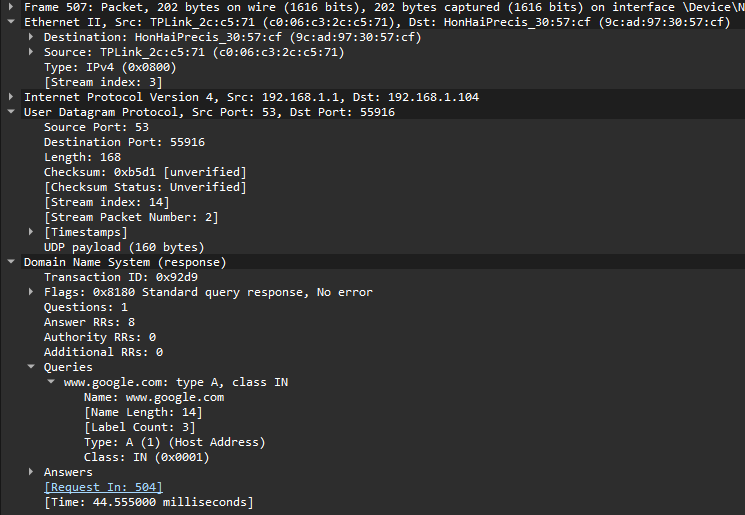 Frame 507: Packet, 202 bytes on wire (1616 bits), 202 bytes captured (1616 bits) on interface \Device\N
Ethernet II, Src: TPLink_2c:c5:71 (c0:06:c3:2c:c5:71), Dst: HonHaiPrecis_30:57:cf (9c:ad:97:30:57:cf)
Destination: HonHaiPrecis_30:57:cf (9c:ad:97:30:57:cf)
Source: TPLink_2c:c5:71 (c0:06:c3:2c:c5:71)
Type: IPv4 (0x0800)
[Stream index: 3]
Internet Protocol Version 4, Src: 192.168.1.1, Dst: 192.168.1.104
User Datagram Protocol, Src Port: 53, Dst Port: 55916
Source Port: 53
Destination Port: 55916
Length: 168
Checksum: 0xb5d1 [unverified]
[Checksum Status: Unverified]
[Stream index: 14]
[Stream Packet Number: 2]
[Timestamps]
UDP payload (160 bytes)
Domain Name System (response)
Transaction ID: 0x92d9
Flags: 0x8180 Standard query response, No error
Questions: 1
Answer RRs: 8
Authority RRs: 0
Additional RRs: 0
Queries
www.google.com: type A, class IN
Name: www.google.com
[Name Length: 14]
[Label Count: 3]
Type: A (1) (Host Address)
Class: IN (0x0001)
Answers
[Request In: 504]
[Time: 44.555000 milliseconds]